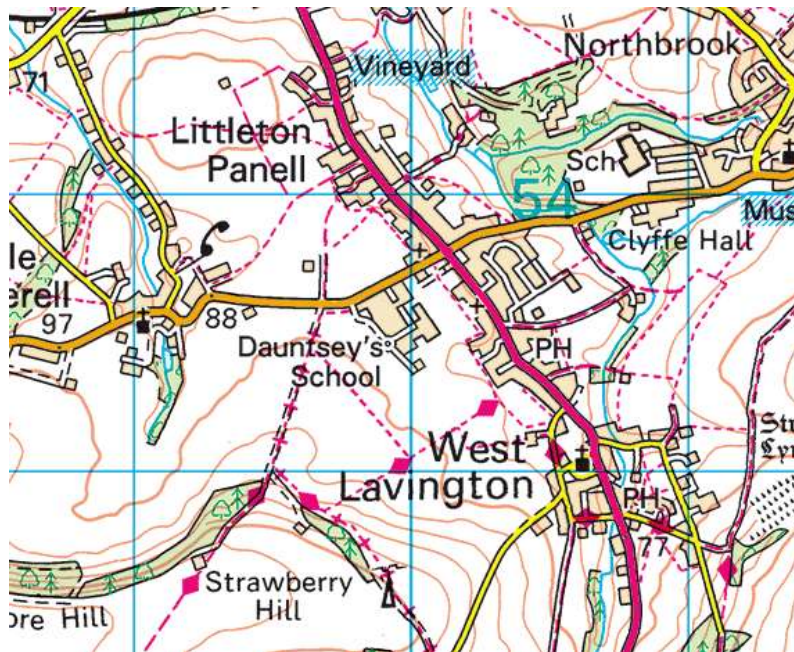 Northbrook
Vineyard
71
Littleton
Panell
Sch
54
Mus
Clyffe Hall
le
erell
97
88
PH
Dauntsey's
School
West
Lavington
PH
77
Strawberry
Hill
ore Hill